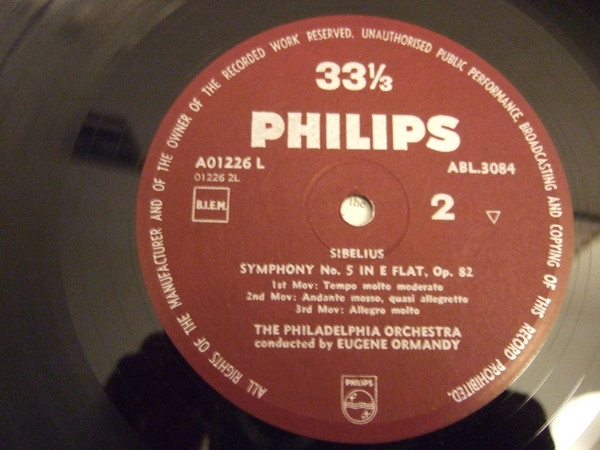 ALL RIGHTS OF THE MANUFACTURER AND OF THE OWNER OF THE RECORDED WORK RESERVED. UNAUTHORISED PUBLIC PERFORMANCE BROADCASTING AND COPYING OF THIS RECORD PROHIBITED.
33⅓
PHILIPS
A01226 L
ABL.3084
01226 2L
B.I.E.M.
the
2
SIBELIUS
SYMPHONY No. 5 IN E FLAT, Op. 82
1st Mov: Tempo molto moderato
2nd Mov: Andante mosso, quasi allegretto
3rd Mov: Allegro molto
THE PHILADELPHIA ORCHESTRA
conducted by EUGENE ORMANDY
PHILIPS